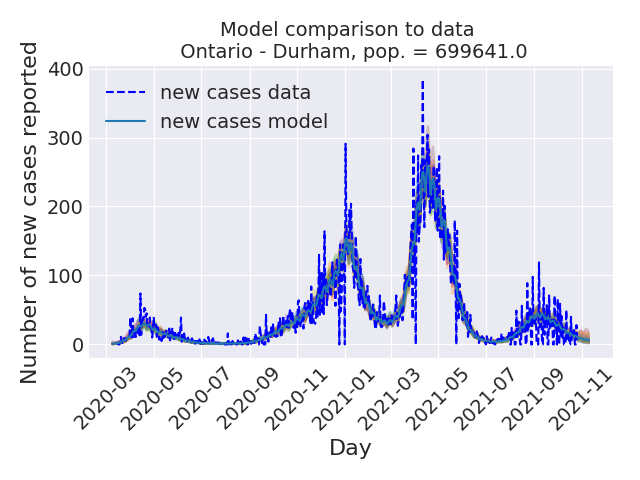 Model comparison to data
Ontario - Durham, pop. = 699641.0
Number of new cases reported
400
300
200
100
0
new cases data
new cases model
2020-03
2020-05
2020-07
2020-09
2020-11
2021-01
2021-03
2021-05
2021-07
2021-09
2021-11
Day